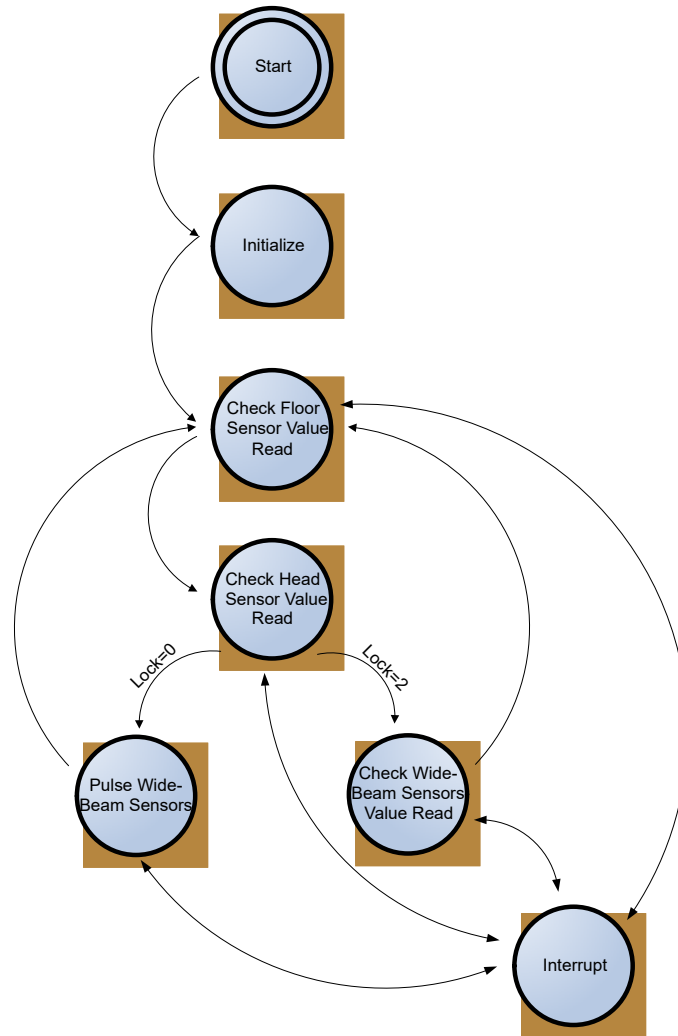 Start
Initialize
Check Floor
Sensor Value
Read
Check Head
Sensor Value
Read
Lock=0
Lock=2
Pulse Wide-
Beam Sensors
Check Wide-
Beam Sensors
Value Read
Interrupt